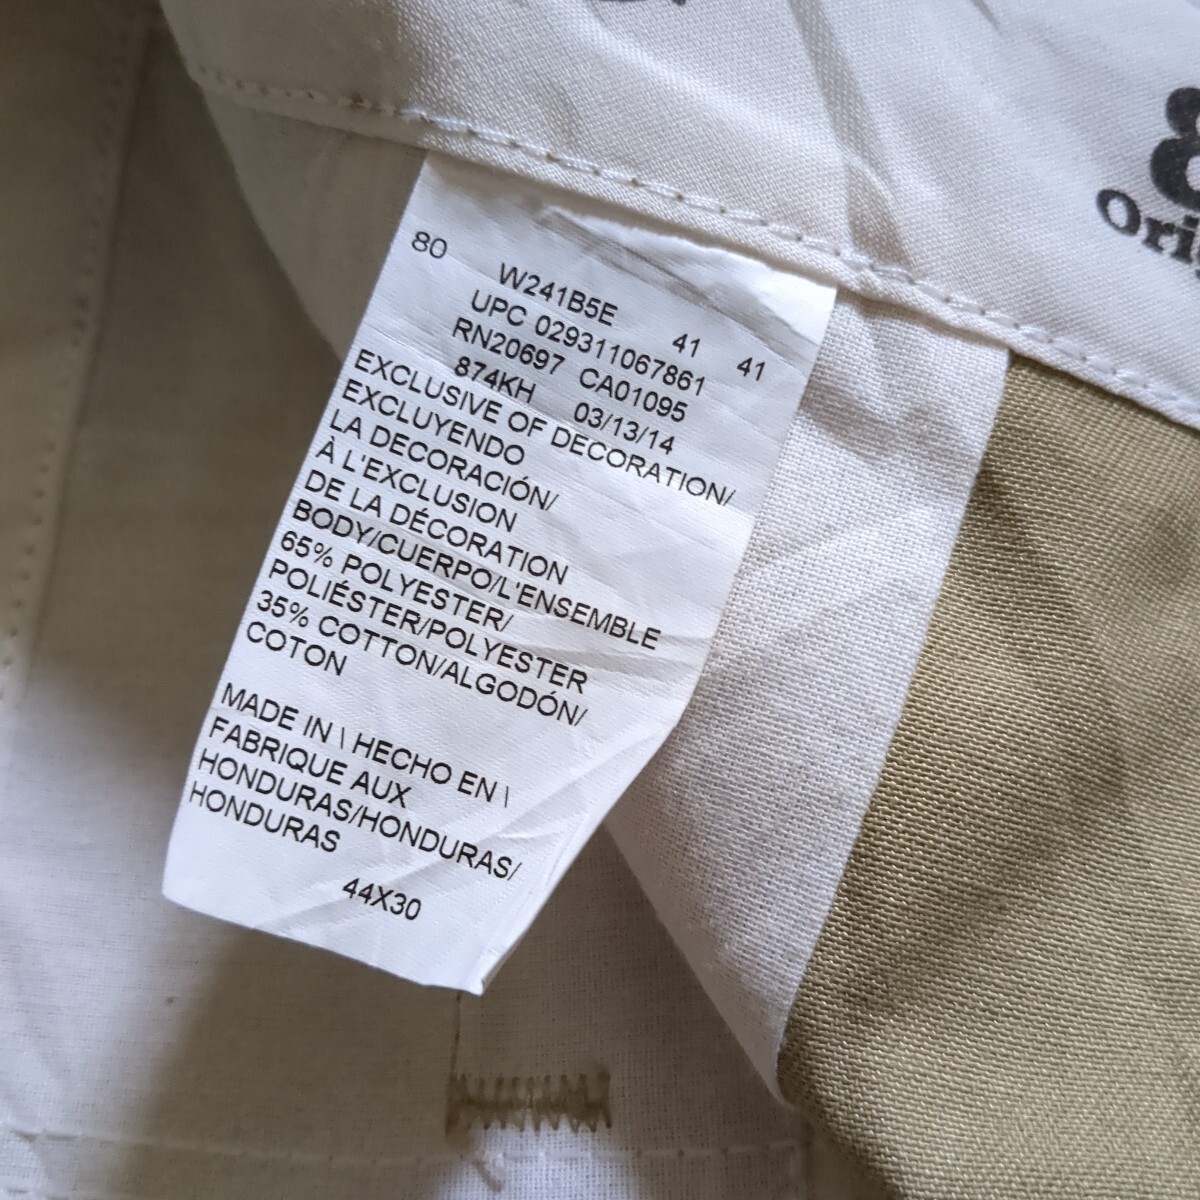 8
Ori
80
W241B5E 41 41
UPC 029311067861
RN20697 CA01095
874KH 03/13/14
EXCLUSIVE OF DECORATION/
EXCLUYENDO
LA DECORACIÓN/
À L'EXCLUSION
DE LA DÉCORATION
BODY/CUERPO/L'ENSEMBLE
65% POLYESTER/
POLIÉSTER/POLYESTER
35% COTTON/ALGODÓN/
COTON
MADE IN \ HECHO EN \
FABRIQUE AUX
HONDURAS/HONDURAS/
HONDURAS
44X30